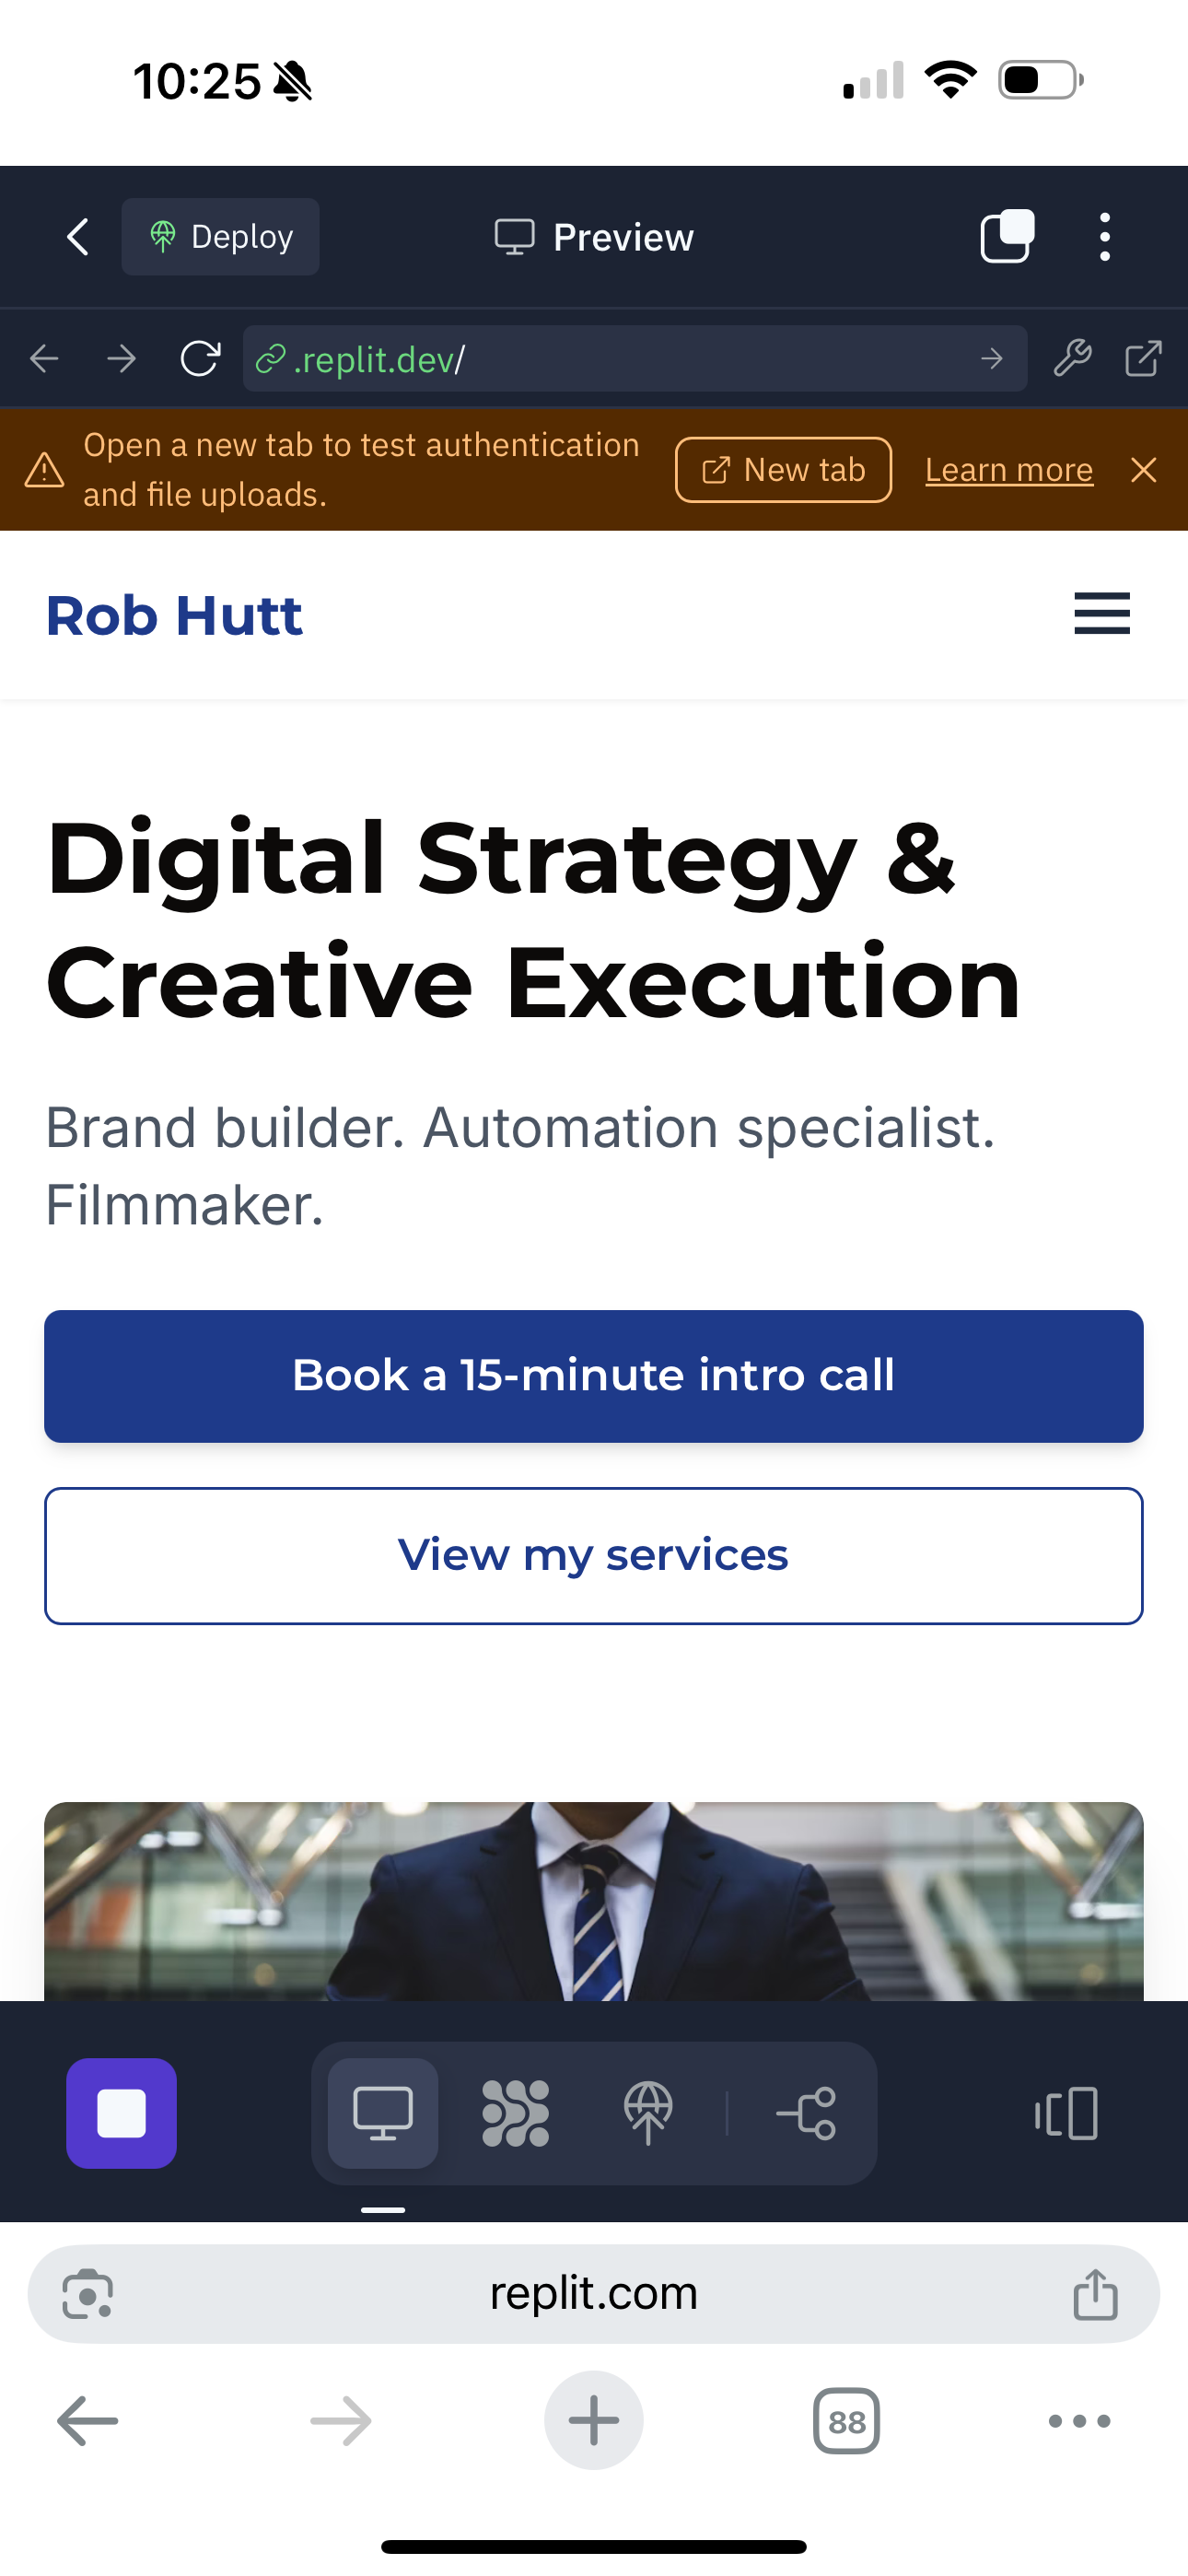 10:25
Deploy
Preview
.replit.dev/
Open a new tab to test authentication
and file uploads.
New tab
Learn more
Rob Hutt
Digital Strategy &
Creative Execution
Brand builder. Automation specialist.
Filmmaker.
Book a 15-minute intro call
View my services
replit.com
88